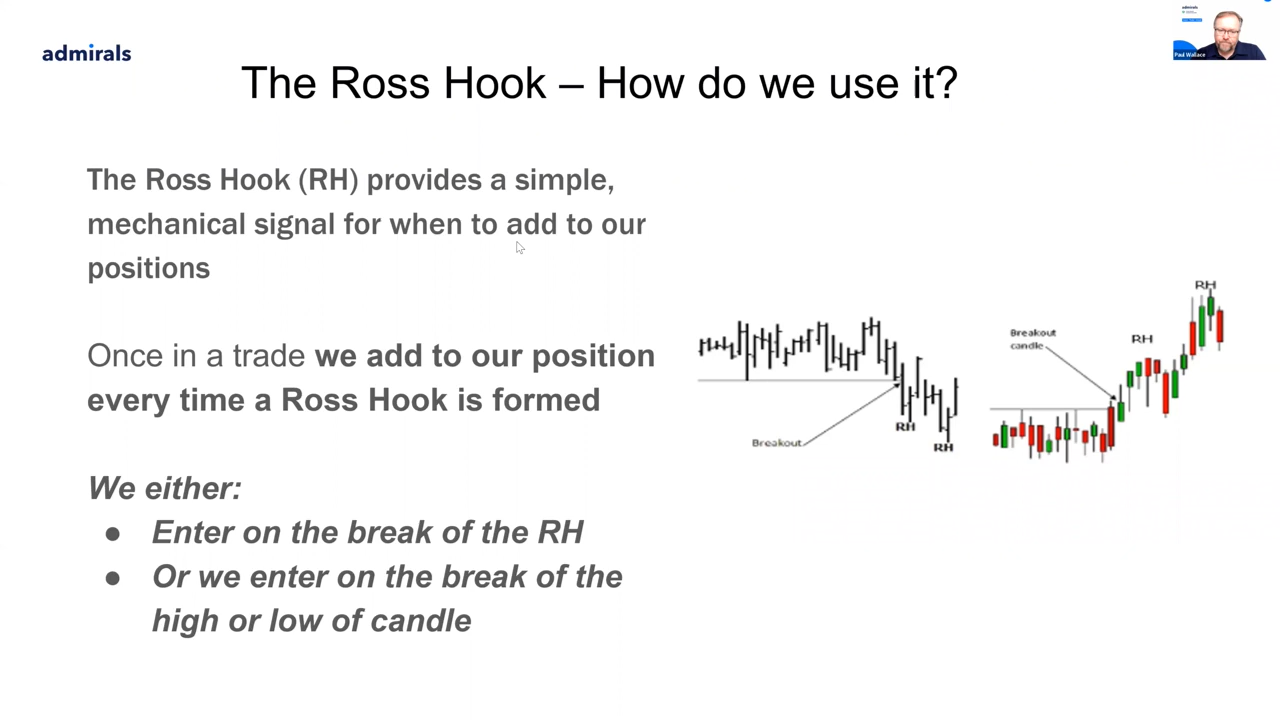 admirals
admirals
Paul Wallace
The Ross Hook – How do we use it?
The Ross Hook (RH) provides a simple,
mechanical signal for when to add to our
positions
Once in a trade we add to our position
every time a Ross Hook is formed
We either:
● Enter on the break of the RH
● Or we enter on the break of the
high or low of candle
Breakout
RH
RH
Breakout
candle
RH
RH